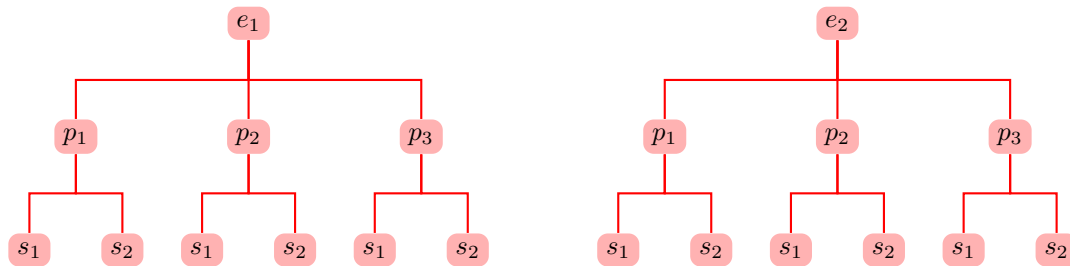 e₁ e₂
p₁ p₂ p₃ p₁ p₂ p₃
s₁ s₂ s₁ s₂ s₁ s₂ s₁ s₂ s₁ s₂ s₁ s₂